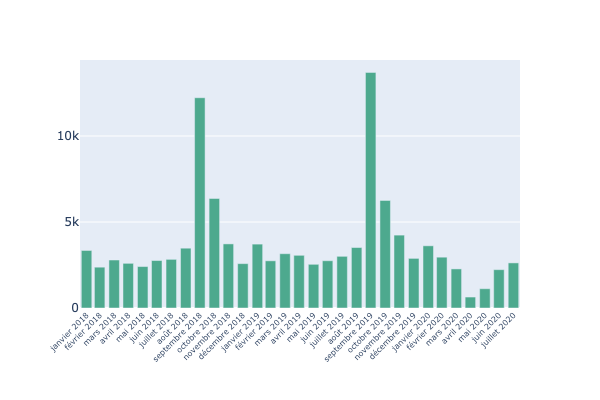 10k
5k
0
janvier 2018
février 2018
mars 2018
avril 2018
mai 2018
juin 2018
juillet 2018
août 2018
septembre 2018
octobre 2018
novembre 2018
décembre 2018
janvier 2019
février 2019
mars 2019
avril 2019
mai 2019
juin 2019
juillet 2019
août 2019
septembre 2019
octobre 2019
novembre 2019
décembre 2019
janvier 2020
février 2020
mars 2020
avril 2020
mai 2020
juin 2020
juillet 2020